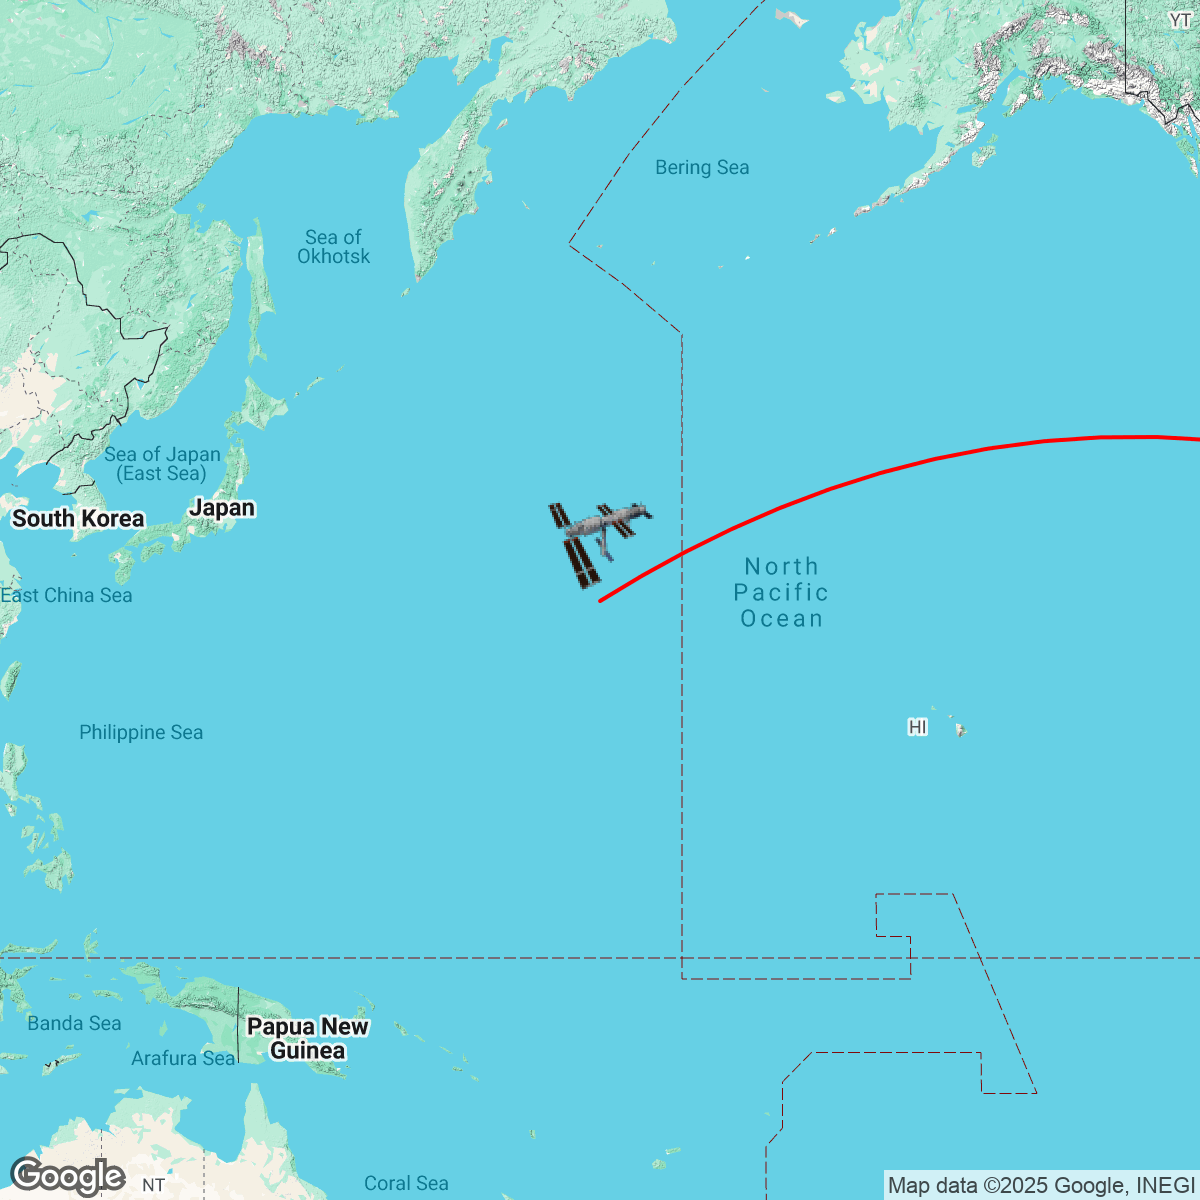 YT
Bering Sea
Sea of
Okhotsk
Sea of Japan
(East Sea)
Japan
South Korea
North
Pacific
Ocean
East China Sea
HI
Philippine Sea
Banda Sea
Papua New
Guinea
Arafura Sea
NT
Coral Sea
Google
Map data ©2025 Google, INEGI